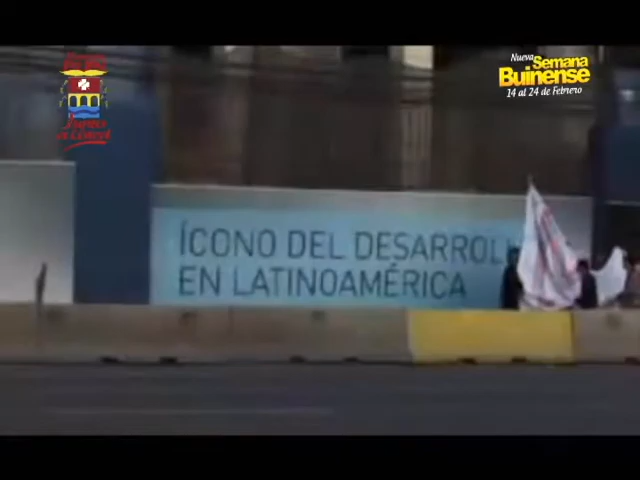 Nueva
Semana
Buinense
14 al 24 de Febrero
ÍCONO DEL DESARROLL
EN LATINOAMÉRICA